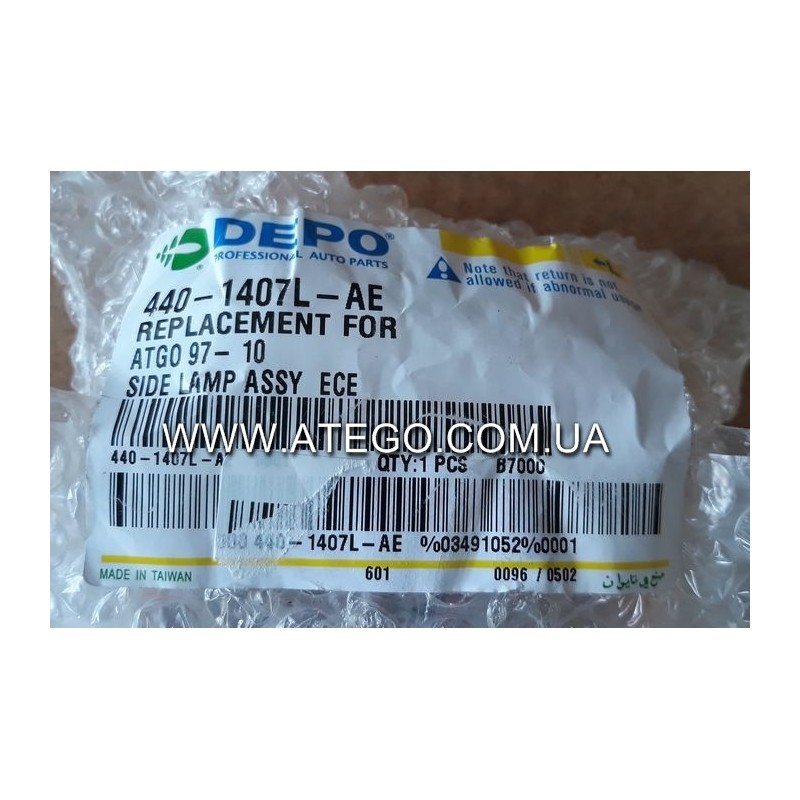 DEPO®
PROFESSIONAL AUTO PARTS
Note that return is not
allowed if abnormal usage
440-1407L-AE
REPLACEMENT FOR
ATGO 97-10
SIDE LAMP ASSY ECE
WWW.ATEGO.COM.UA
440-1407L-A
QTY:1 PCS B7000
440-1407L-AE %03491052%0001
MADE IN TAIWAN 601 0096 / 0502